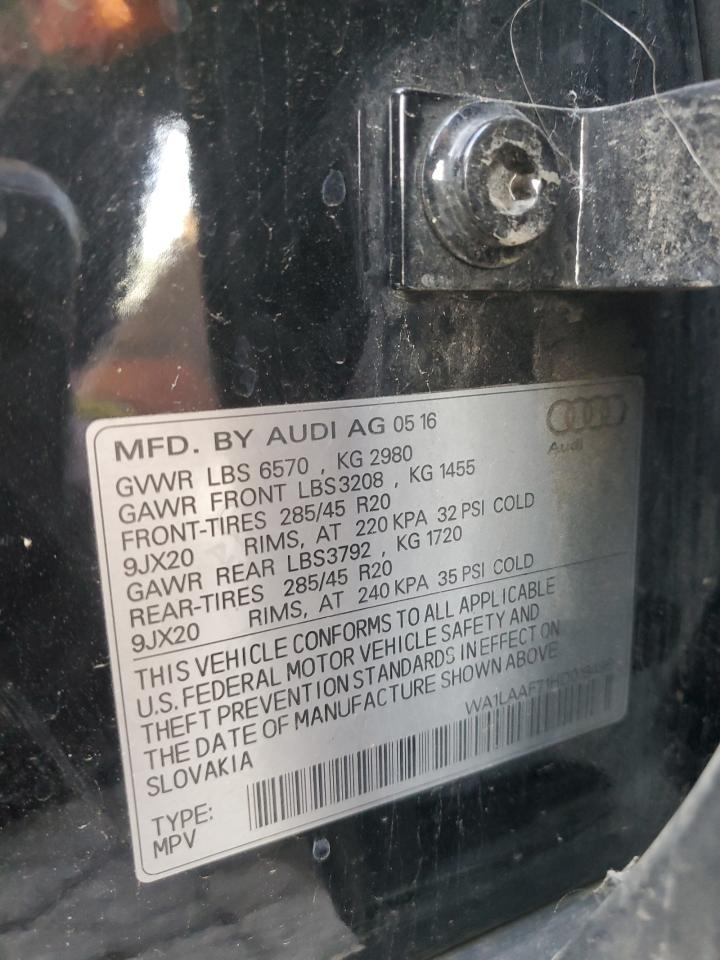 MFD. BY AUDI AG 05 16
Audi
GVWR LBS 6570 , KG 2980
GAWR FRONT LBS3208 , KG 1455
FRONT-TIRES 285/45 R20
9JX20 RIMS, AT 220 KPA 32 PSI COLD
GAWR REAR LBS3792 , KG 1720
REAR-TIRES 285/45 R20
9JX20 RIMS, AT 240 KPA 35 PSI COLD
THIS VEHICLE CONFORMS TO ALL APPLICABLE
U.S. FEDERAL MOTOR VEHICLE SAFETY AND
THEFT PREVENTION STANDARDS IN EFFECT ON
THE DATE OF MANUFACTURE SHOWN ABOVE
SLOVAKIA
TYPE:
MPV